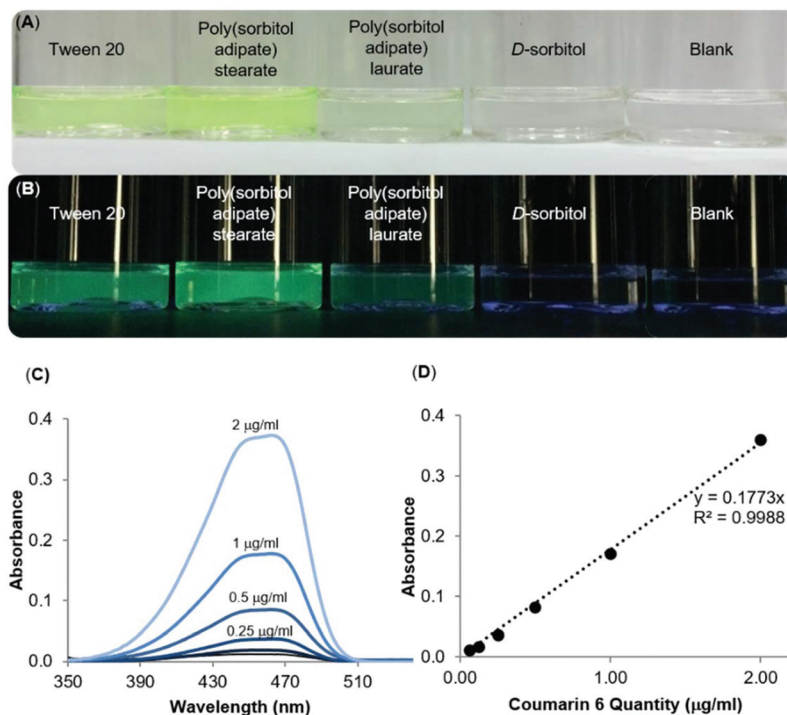 (A)
Tween 20
Poly(sorbitol
adipate)
stearate
Poly(sorbitol
adipate)
laurate
D-sorbitol
Blank
(B)
Tween 20
Poly(sorbitol
adipate)
stearate
Poly(sorbitol
adipate)
laurate
D-sorbitol
Blank
(C)
0.4
0.3
0.2
0.1
0.0
2 µg/ml
1 µg/ml
0.5 µg/ml
0.25 µg/ml
350
390
430
470
510
Absorbance
Wavelength (nm)
(D)
0.4
0.3
0.2
0.1
0.0
y = 0.1773x
R² = 0.9988
0.00
1.00
2.00
Absorbance
Coumarin 6 Quantity (µg/ml)